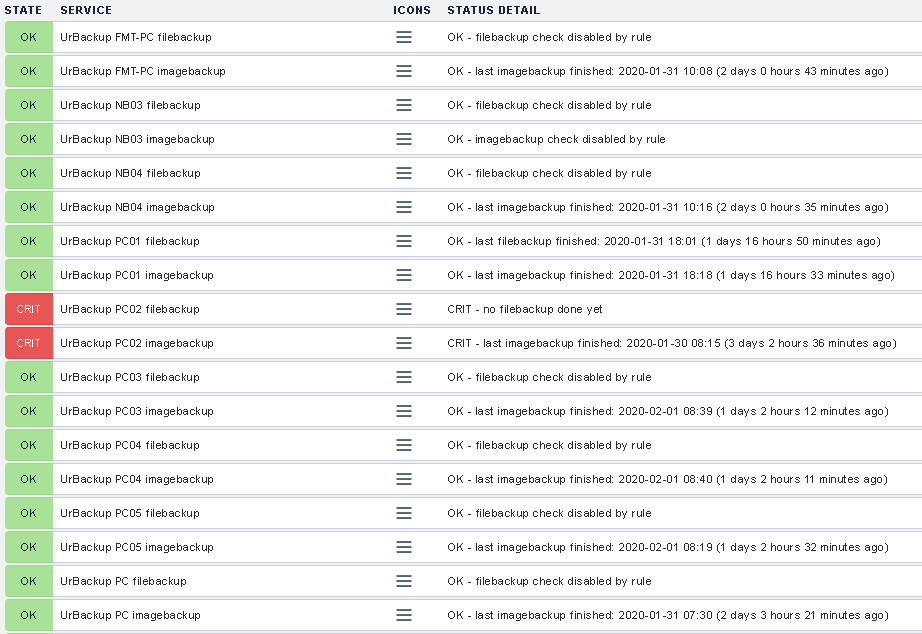 STATE SERVICE ICONS STATUS DETAIL
OK UrBackup FMT-PC filebackup OK - filebackup check disabled by rule
OK UrBackup FMT-PC imagebackup OK - last imagebackup finished: 2020-01-31 10:08 (2 days 0 hours 43 minutes ago)
OK UrBackup NB03 filebackup OK - filebackup check disabled by rule
OK UrBackup NB03 imagebackup OK - imagebackup check disabled by rule
OK UrBackup NB04 filebackup OK - filebackup check disabled by rule
OK UrBackup NB04 imagebackup OK - last imagebackup finished: 2020-01-31 10:16 (2 days 0 hours 35 minutes ago)
OK UrBackup PC01 filebackup OK - last filebackup finished: 2020-01-31 18:01 (1 days 16 hours 50 minutes ago)
OK UrBackup PC01 imagebackup OK - last imagebackup finished: 2020-01-31 18:18 (1 days 16 hours 33 minutes ago)
CRIT UrBackup PC02 filebackup CRIT - no filebackup done yet
CRIT UrBackup PC02 imagebackup CRIT - last imagebackup finished: 2020-01-30 08:15 (3 days 2 hours 36 minutes ago)
OK UrBackup PC03 filebackup OK - filebackup check disabled by rule
OK UrBackup PC03 imagebackup OK - last imagebackup finished: 2020-02-01 08:39 (1 days 2 hours 12 minutes ago)
OK UrBackup PC04 filebackup OK - filebackup check disabled by rule
OK UrBackup PC04 imagebackup OK - last imagebackup finished: 2020-02-01 08:40 (1 days 2 hours 11 minutes ago)
OK UrBackup PC05 filebackup OK - filebackup check disabled by rule
OK UrBackup PC05 imagebackup OK - last imagebackup finished: 2020-02-01 08:19 (1 days 2 hours 32 minutes ago)
OK UrBackup PC filebackup OK - filebackup check disabled by rule
OK UrBackup PC imagebackup OK - last imagebackup finished: 2020-01-31 07:30 (2 days 3 hours 21 minutes ago)